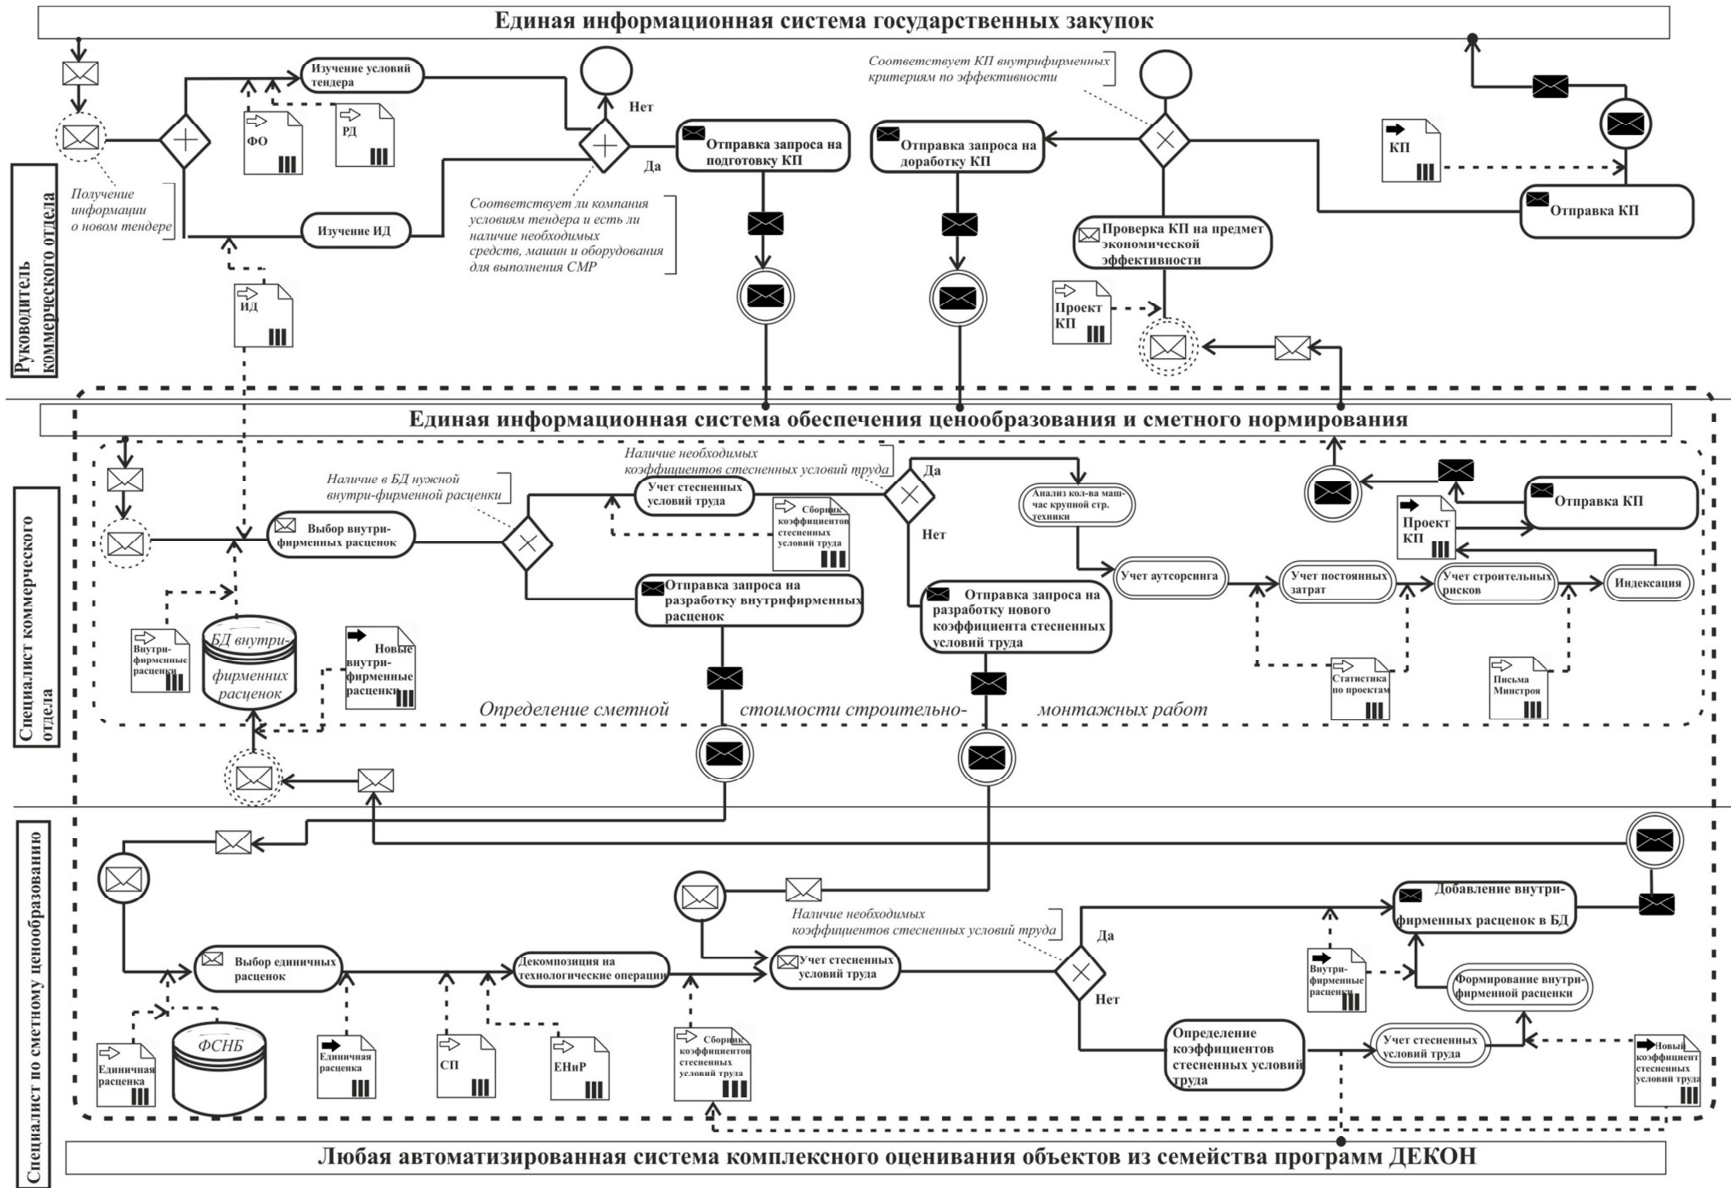 Единая информационная система государственных закупок
Изучение условий
тендера
ФО
РД
Нет
Да
Получение
информации
о новом тендере
Изучение ИД
ИД
Соответствует ли компания
условиям тендера и есть ли
наличие необходимых
средств, машин и оборудования
для выполнения СМР
Отправка запроса на
подготовку КП
Отправка запроса на
доработку КП
Соответствует КП внутрифирменных
критериям по эффективности
Проверка КП на предмет
экономической
эффективности
Проект
КП
КП
Отправка КП
Руководитель
коммерческого отдела
Единая информационная система обеспечения ценообразования и сметного нормирования
Наличие в БД нужной
внутри-фирменной расценки
Выбор внутри-
фирменных расценок
Наличие необходимых
коэффициентов стесненных условий труда
Учет стесненных
условий труда
Сборник
коэффициентов
стесненных
условий труда
Да
Нет
Отправка запроса на
разработку внутрифирменных
расценок
Отправка запроса на
разработку нового
коэффициента стесненных
условий труда
Анализ кол-ва маш-
час крупной стр.
техники
Учет аутсорсинга
Учет постоянных
затрат
Учет строительных
рисков
Индексация
Проект
КП
Отправка КП
Статистика
по проектам
Письма
Минстроя
Внутри-
фирменные
расценки
БД внутри-
фирменних
расценок
Новые
внутри-
фирменные
расценки
Определение сметной стоимости строительно- монтажных работ
Специалист коммерческого
отдела
Выбор единичных
расценок
Единичная
расценка
ФСНБ
Единичная
расценка
СП
ЕНиР
Декомпозиция на
технологические операции
Сборник
коэффициентов
стесненных
условий труда
Учет стесненных
условий труда
Наличие необходимых
коэффициентов стесненных условий труда
Да
Нет
Определение
коэффициентов
стесненных условий
труда
Учет стесненных
условий труда
Формирование внутри-
фирменной расценки
Внутри-
фирменные
расценки
Добавление внутри-
фирменных расценок в БД
Новый
коэффициент
стесненных
условий труда
Специалист по сметному ценообразованию
Любая автоматизированная система комплексного оценивания объектов из семейства программ ДЕКОН